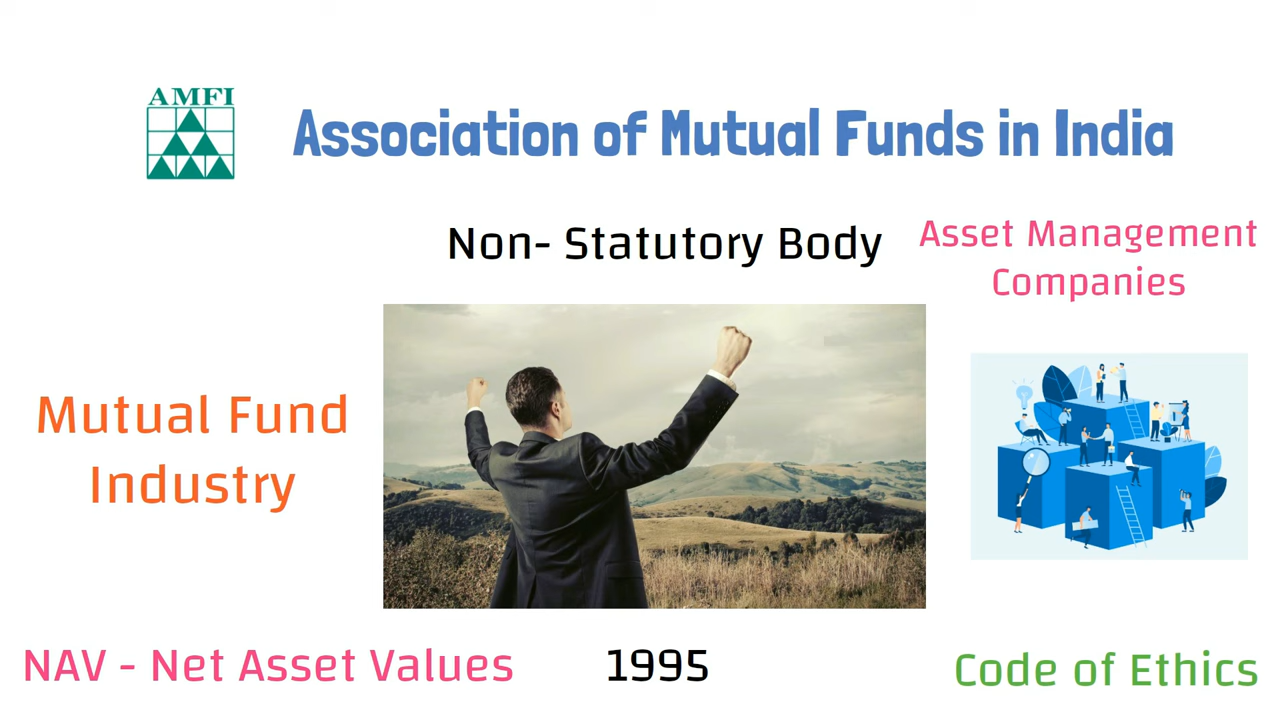 AMFI
Association of Mutual Funds in India
Non- Statutory Body
Asset Management
Companies
Mutual Fund
Industry
NAV - Net Asset Values
1995
Code of Ethics